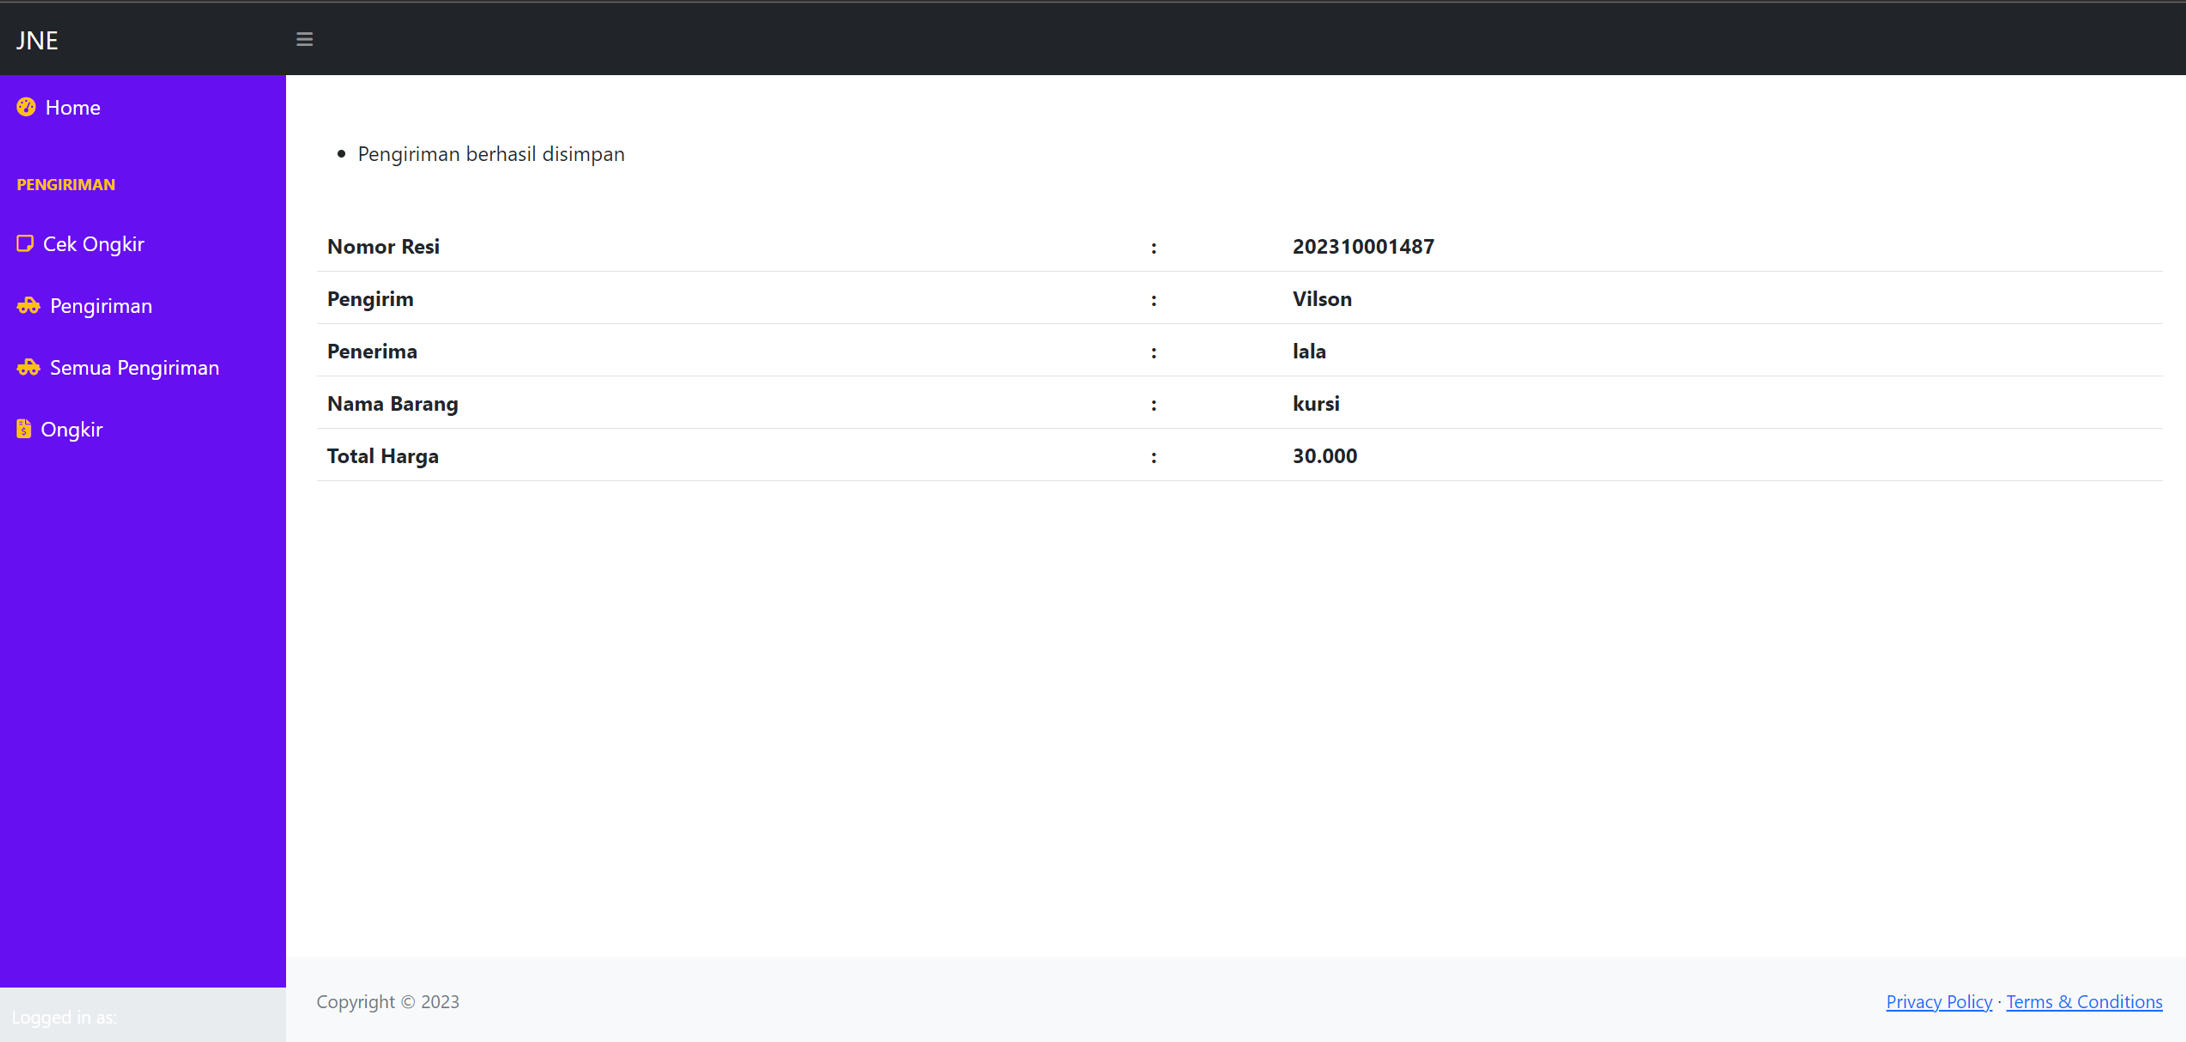 JNE
Home
PENGIRIMAN
Cek Ongkir
Pengiriman
Semua Pengiriman
Ongkir
Logged in as:
Pengiriman berhasil disimpan
Nomor Resi : 202310001487
Pengirim : Vilson
Penerima : lala
Nama Barang : kursi
Total Harga : 30.000
Copyright © 2023
Privacy Policy · Terms & Conditions